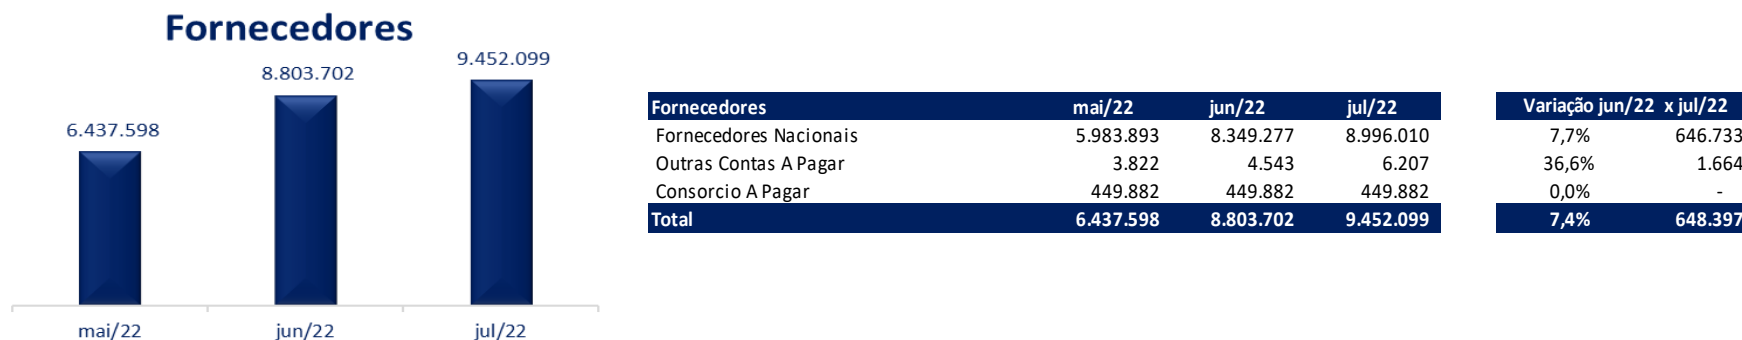 Fornecedores
9.452.099
8.803.702
6.437.598
mai/22 jun/22 jul/22
Fornecedores mai/22 jun/22 jul/22 Variação jun/22 x jul/22
Fornecedores Nacionais 5.983.893 8.349.277 8.996.010 7,7% 646.733
Outras Contas A Pagar 3.822 4.543 6.207 36,6% 1.664
Consorcio A Pagar 449.882 449.882 449.882 0,0% -
Total 6.437.598 8.803.702 9.452.099 7,4% 648.397